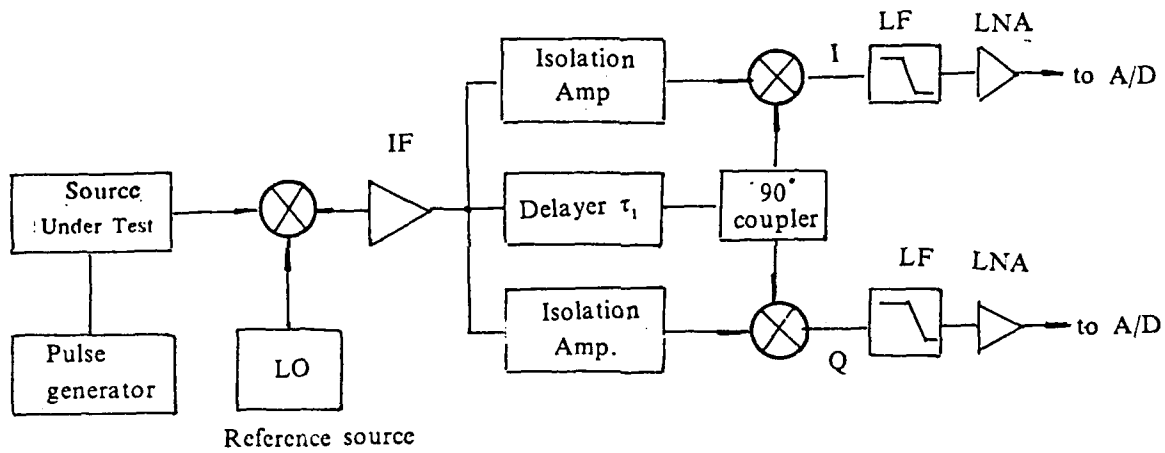 LF
LNA
Isolation
Amp
I
to A/D
IF
Source
Under Test
Delayer τ₁
90°
coupler
LF
LNA
Isolation
Amp.
to A/D
Pulse
generator
LO
Q
Reference source